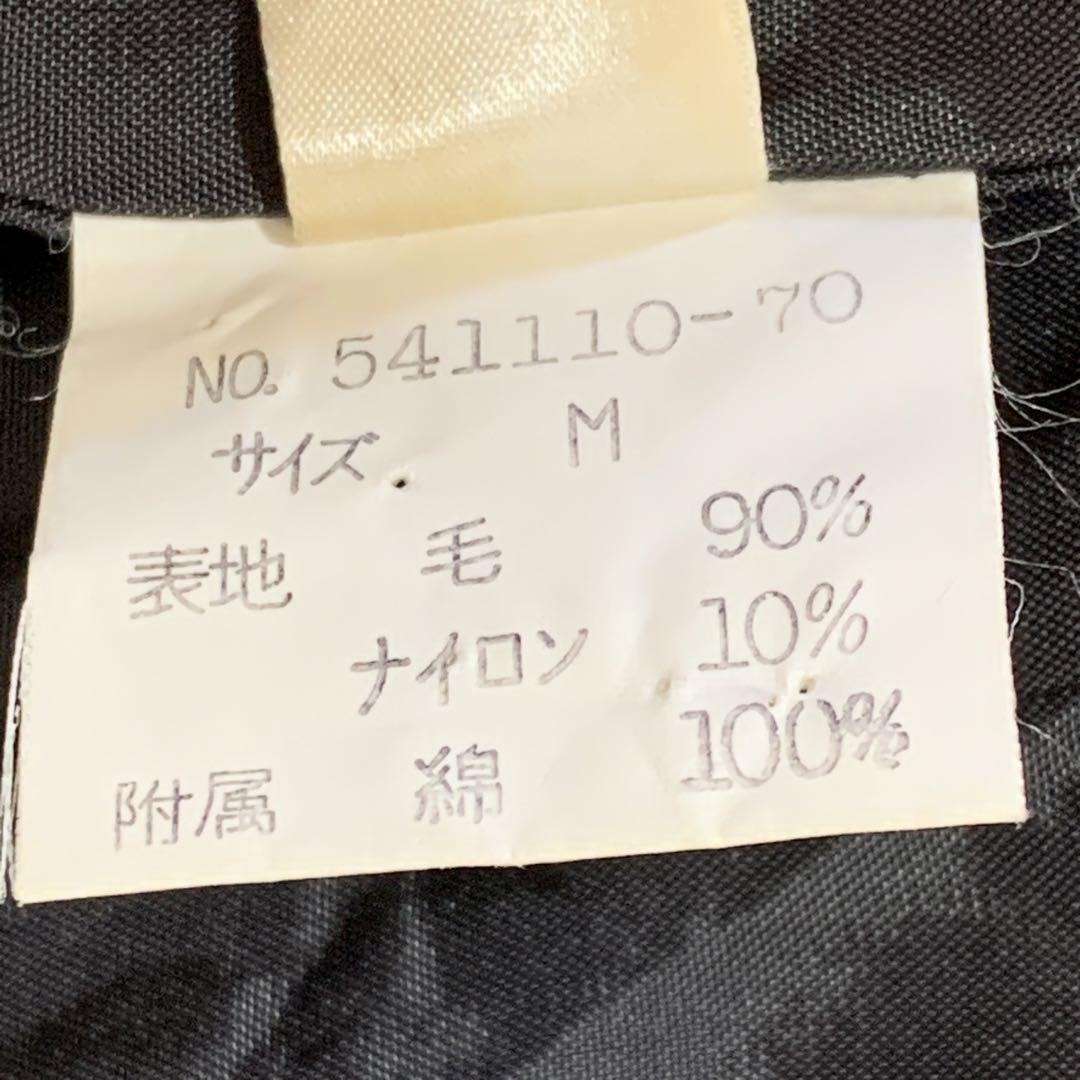 NO. 541110-70
サイズ M
表地 毛 90%
ナイロン 10%
附属 綿 100%